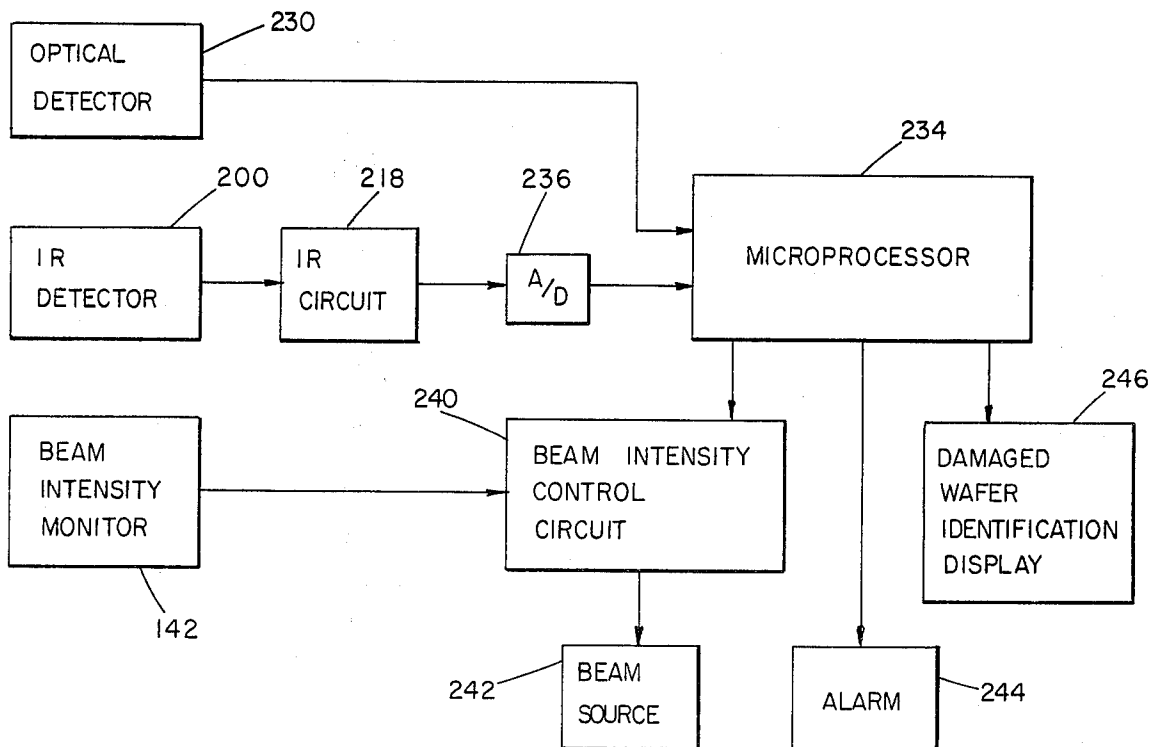 230
OPTICAL
DETECTOR
234
200
218
236
IR
DETECTOR
IR
CIRCUIT
A/D
MICROPROCESSOR
240
246
BEAM
INTENSITY
MONITOR
BEAM INTENSITY
CONTROL
CIRCUIT
DAMAGED
WAFER
IDENTIFICATION
DISPLAY
142
242
BEAM
SOURCE
ALARM
244